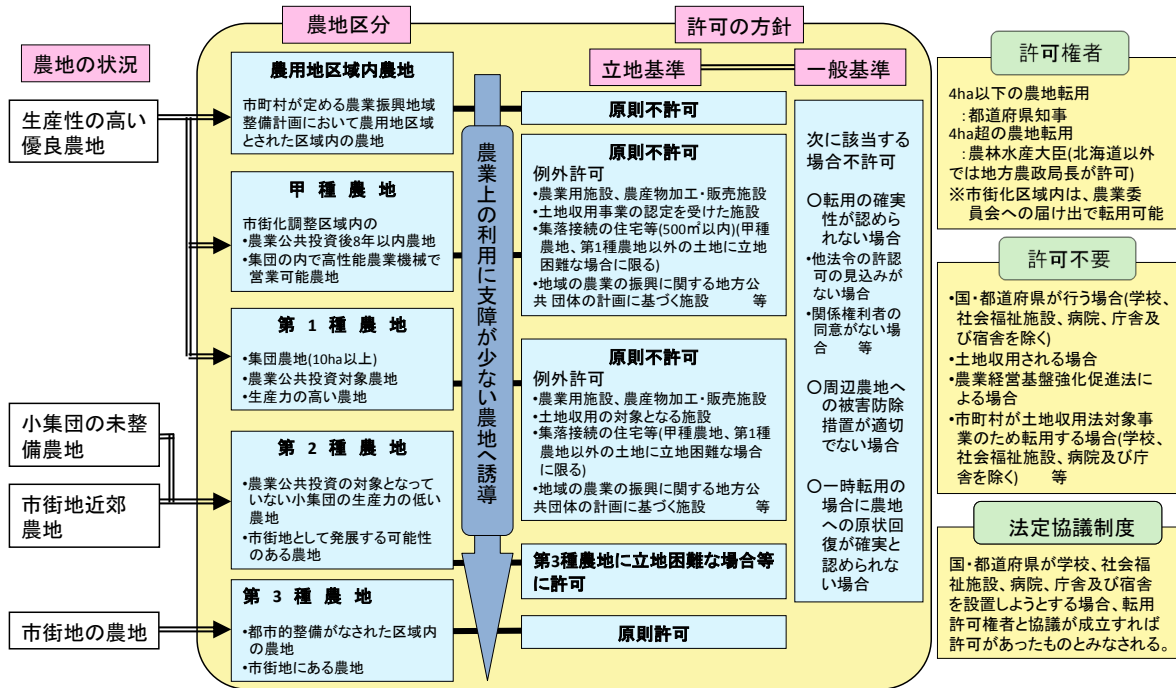 農地の状況
生産性の高い
優良農地
小集団の未整
備農地
市街地近郊
農地
市街地の農地
農地区分
農用地区域内農地
市町村が定める農業振興地域
整備計画において農用地区域
とされた区域内の農地
甲種農地
市街化調整区域内の
•農業公共投資後8年以内農地
•集団の内で高性能農業機械で
営業可能農地
第1種農地
•集団農地(10ha以上)
•農業公共投資対象農地
•生産力の高い農地
第2種農地
•農業公共投資の対象となって
いない小集団の生産力の低い
農地
•市街地として発展する可能性
のある農地
第3種農地
•都市的整備がなされた区域内
の農地
•市街地にある農地
農業上の利用に支障が少ない農地へ誘導
許可の方針
立地基準
原則不許可
原則不許可
例外許可
•農業用施設、農産物加工・販売施設
•土地収用事業の認定を受けた施設
•集落接続の住宅等(500㎡以内)(甲種
農地、第1種農地以外の土地に立地
困難な場合に限る)
•地域の農業の振興に関する地方公
共 団体の計画に基づく施設 等
原則不許可
例外許可
•農業用施設、農産物加工・販売施設
•土地収用の対象となる施設
•集落接続の住宅等(甲種農地、第1種
農地以外の土地に立地困難な場合
に限る)
•地域の農業の振興に関する地方公
共団体の計画に基づく施設 等
第3種農地に立地困難な場合等
に許可
原則許可
一般基準
次に該当する
場合不許可
○転用の確実
性が認めら
れない場合
•他法令の許認
可の見込みが
ない場合
•関係権利者の
同意がない場
合 等
○周辺農地へ
の被害防除
措置が適切
でない場合
○一時転用の
場合に農地
への原状回
復が確実と
認められな
い場合
許可権者
4ha以下の農地転用
:都道府県知事
4ha超の農地転用
:農林水産大臣(北海道以外
では地方農政局長が許可)
※市街化区域内は、農業委
員会への届け出で転用可能
許可不要
•国・都道府県が行う場合(学校、
社会福祉施設、病院、庁舎及
び宿舎を除く)
•土地収用される場合
•農業経営基盤強化促進法に
よる場合
•市町村が土地収用法対象事
業のため転用する場合(学校、
社会福祉施設、病院及び庁
舎を除く) 等
法定協議制度
国・都道府県が学校、社会福
祉施設、病院、庁舎及び宿舎
を設置しようとする場合、転用
許可権者と協議が成立すれば
許可があったものとみなされる。